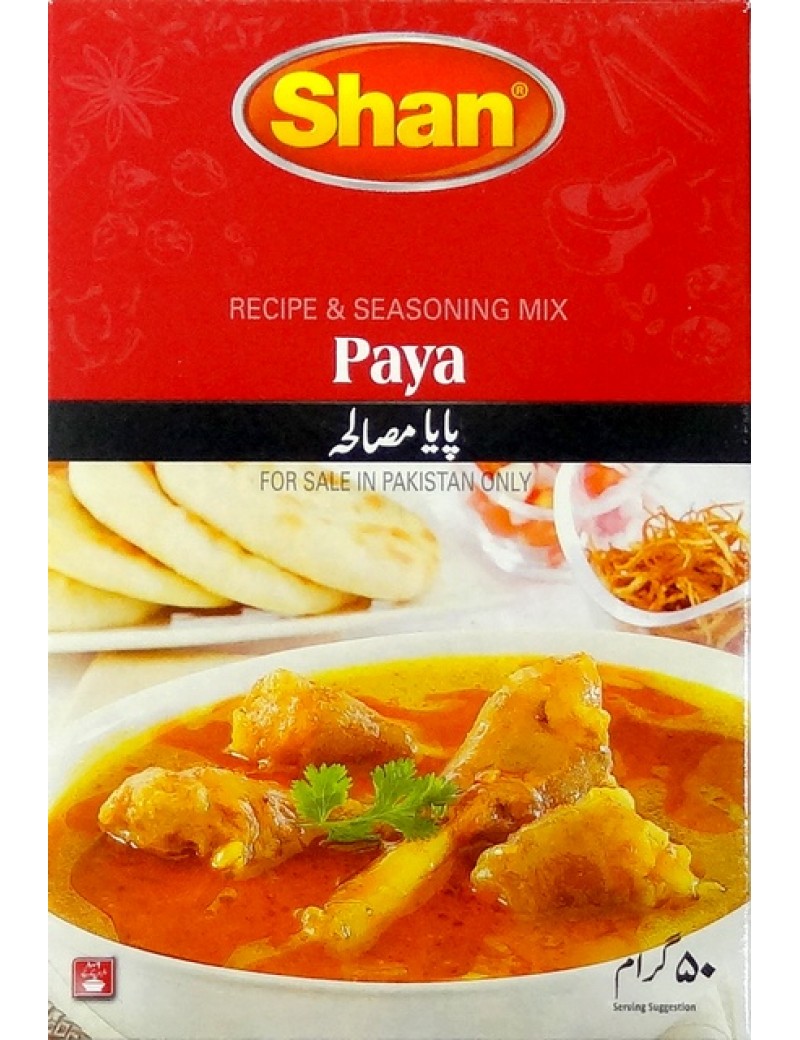 Shan®
RECIPE & SEASONING MIX
Paya
پایا مصالحہ
FOR SALE IN PAKISTAN ONLY
۵۰ گرام
Serving Suggestion